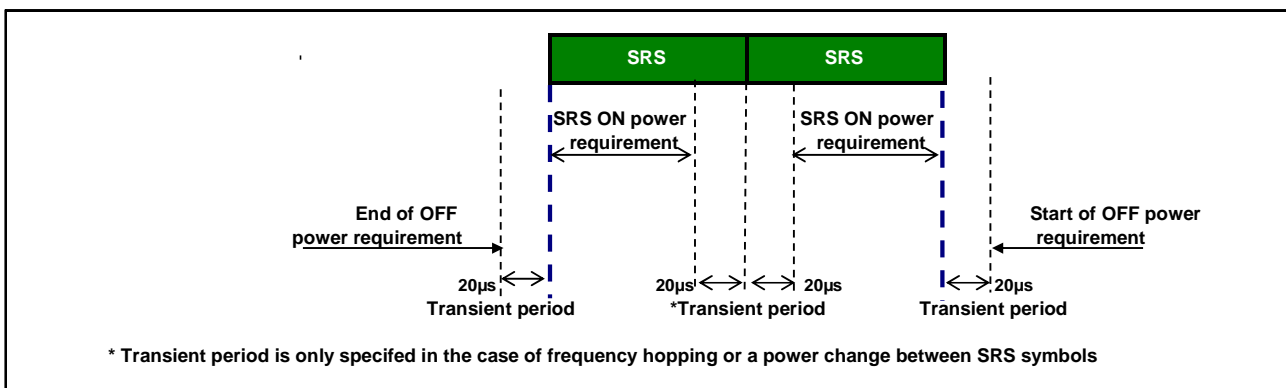 SRS
SRS
SRS ON power
requirement
SRS ON power
requirement
End of OFF
power requirement
Start of OFF power
requirement
20µs
20µs
20µs
20µs
Transient period
*Transient period
Transient period
* Transient period is only specifed in the case of frequency hopping or a power change between SRS symbols